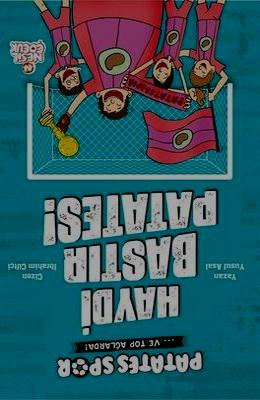 PATATES SPOR
... VE TOP AĞLARDA!
HAYDİ
BASTIR
PATATES!
Yazan
Yusuf Asal
Çizen
İbrahim Çiftçi
NESİL
ÇOCUK